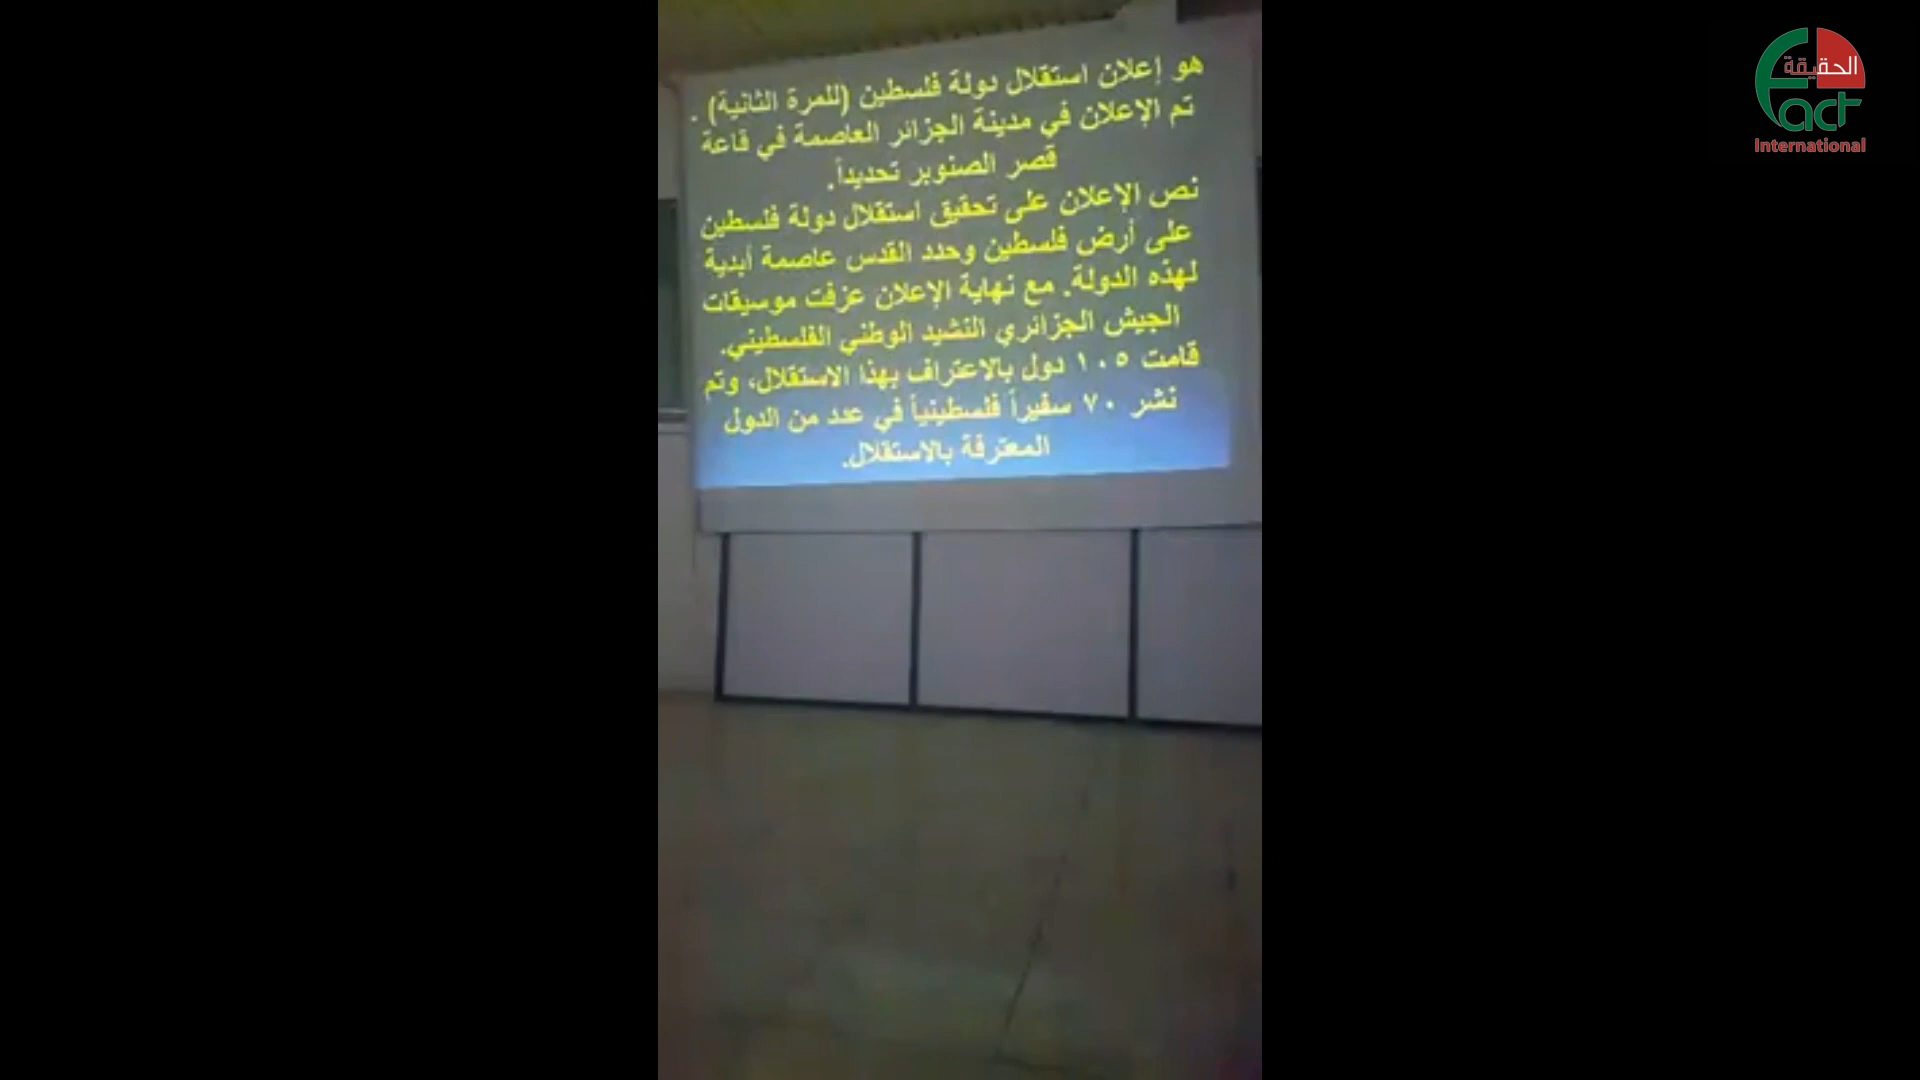 هو إعلان استقلال دولة فلسطين (للمرة الثانية) .
تم الإعلان في مدينة الجزائر العاصمة في قاعة
قصر الصنوبر تحديداً.
نص الإعلان على تحقيق استقلال دولة فلسطين
على أرض فلسطين وحدد القدس عاصمة أبدية
لهذه الدولة. مع نهاية الإعلان عزفت موسيقات
الجيش الجزائري النشيد الوطني الفلسطيني.
قامت ١٠٥ دول بالاعتراف بهذا الاستقلال، وتم
نشر ٧٠ سفيراً فلسطينياً في عدد من الدول
المعترفة بالاستقلال.
الحقيقة
Fact
International